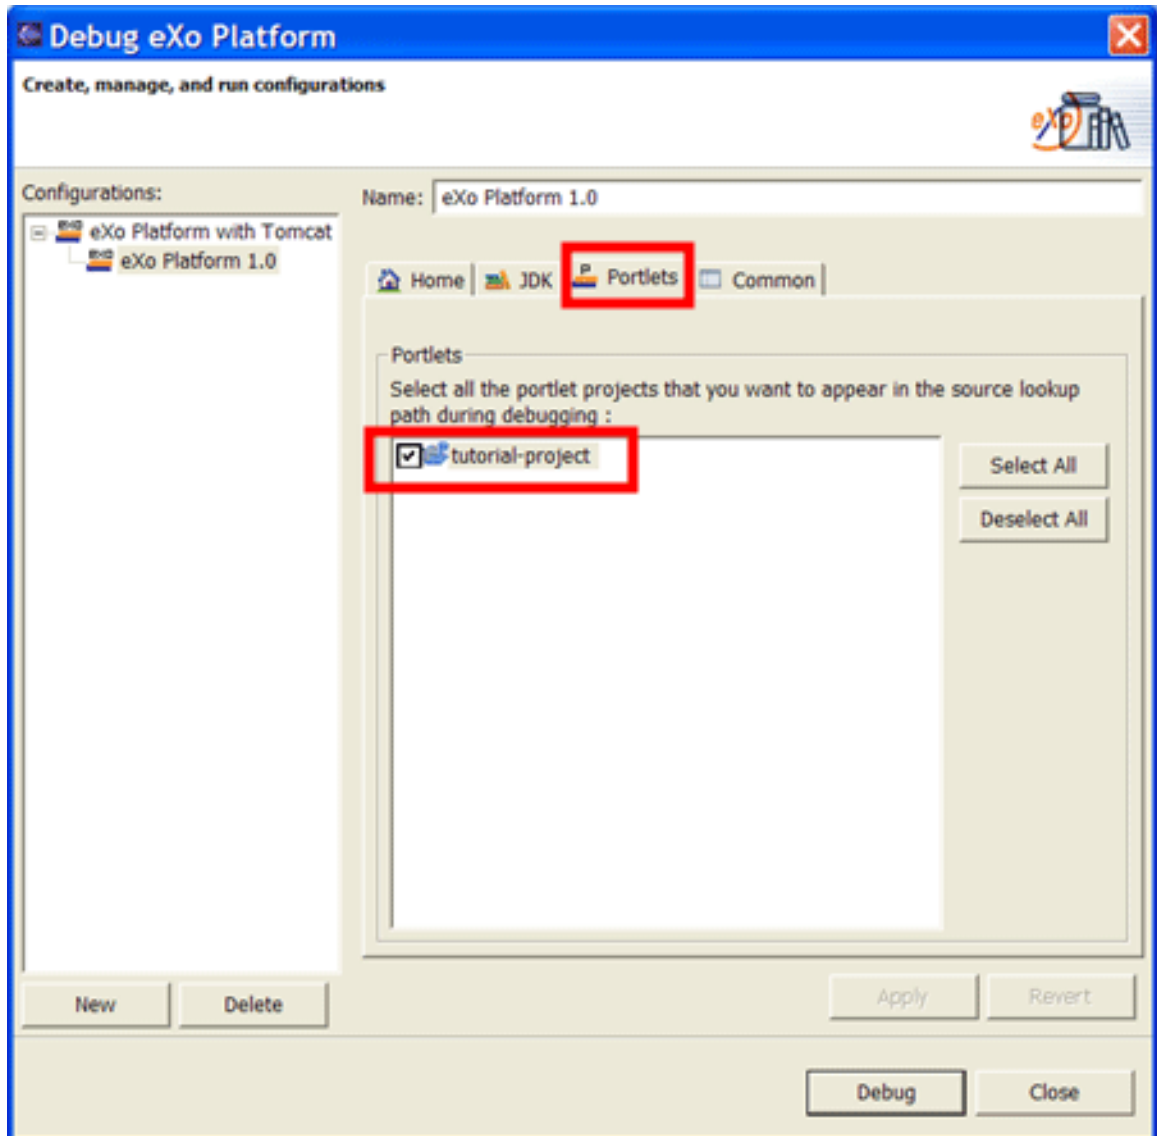 Debug eXo Platform
Create, manage, and run configurations
eXo
Configurations:
Name: eXo Platform 1.0
eXo Platform with Tomcat
eXo Platform 1.0
Home JDK Portlets Common
Portlets
Select all the portlet projects that you want to appear in the source lookup
path during debugging :
tutorial-project
Select All
Deselect All
New Delete
Apply Revert
Debug Close